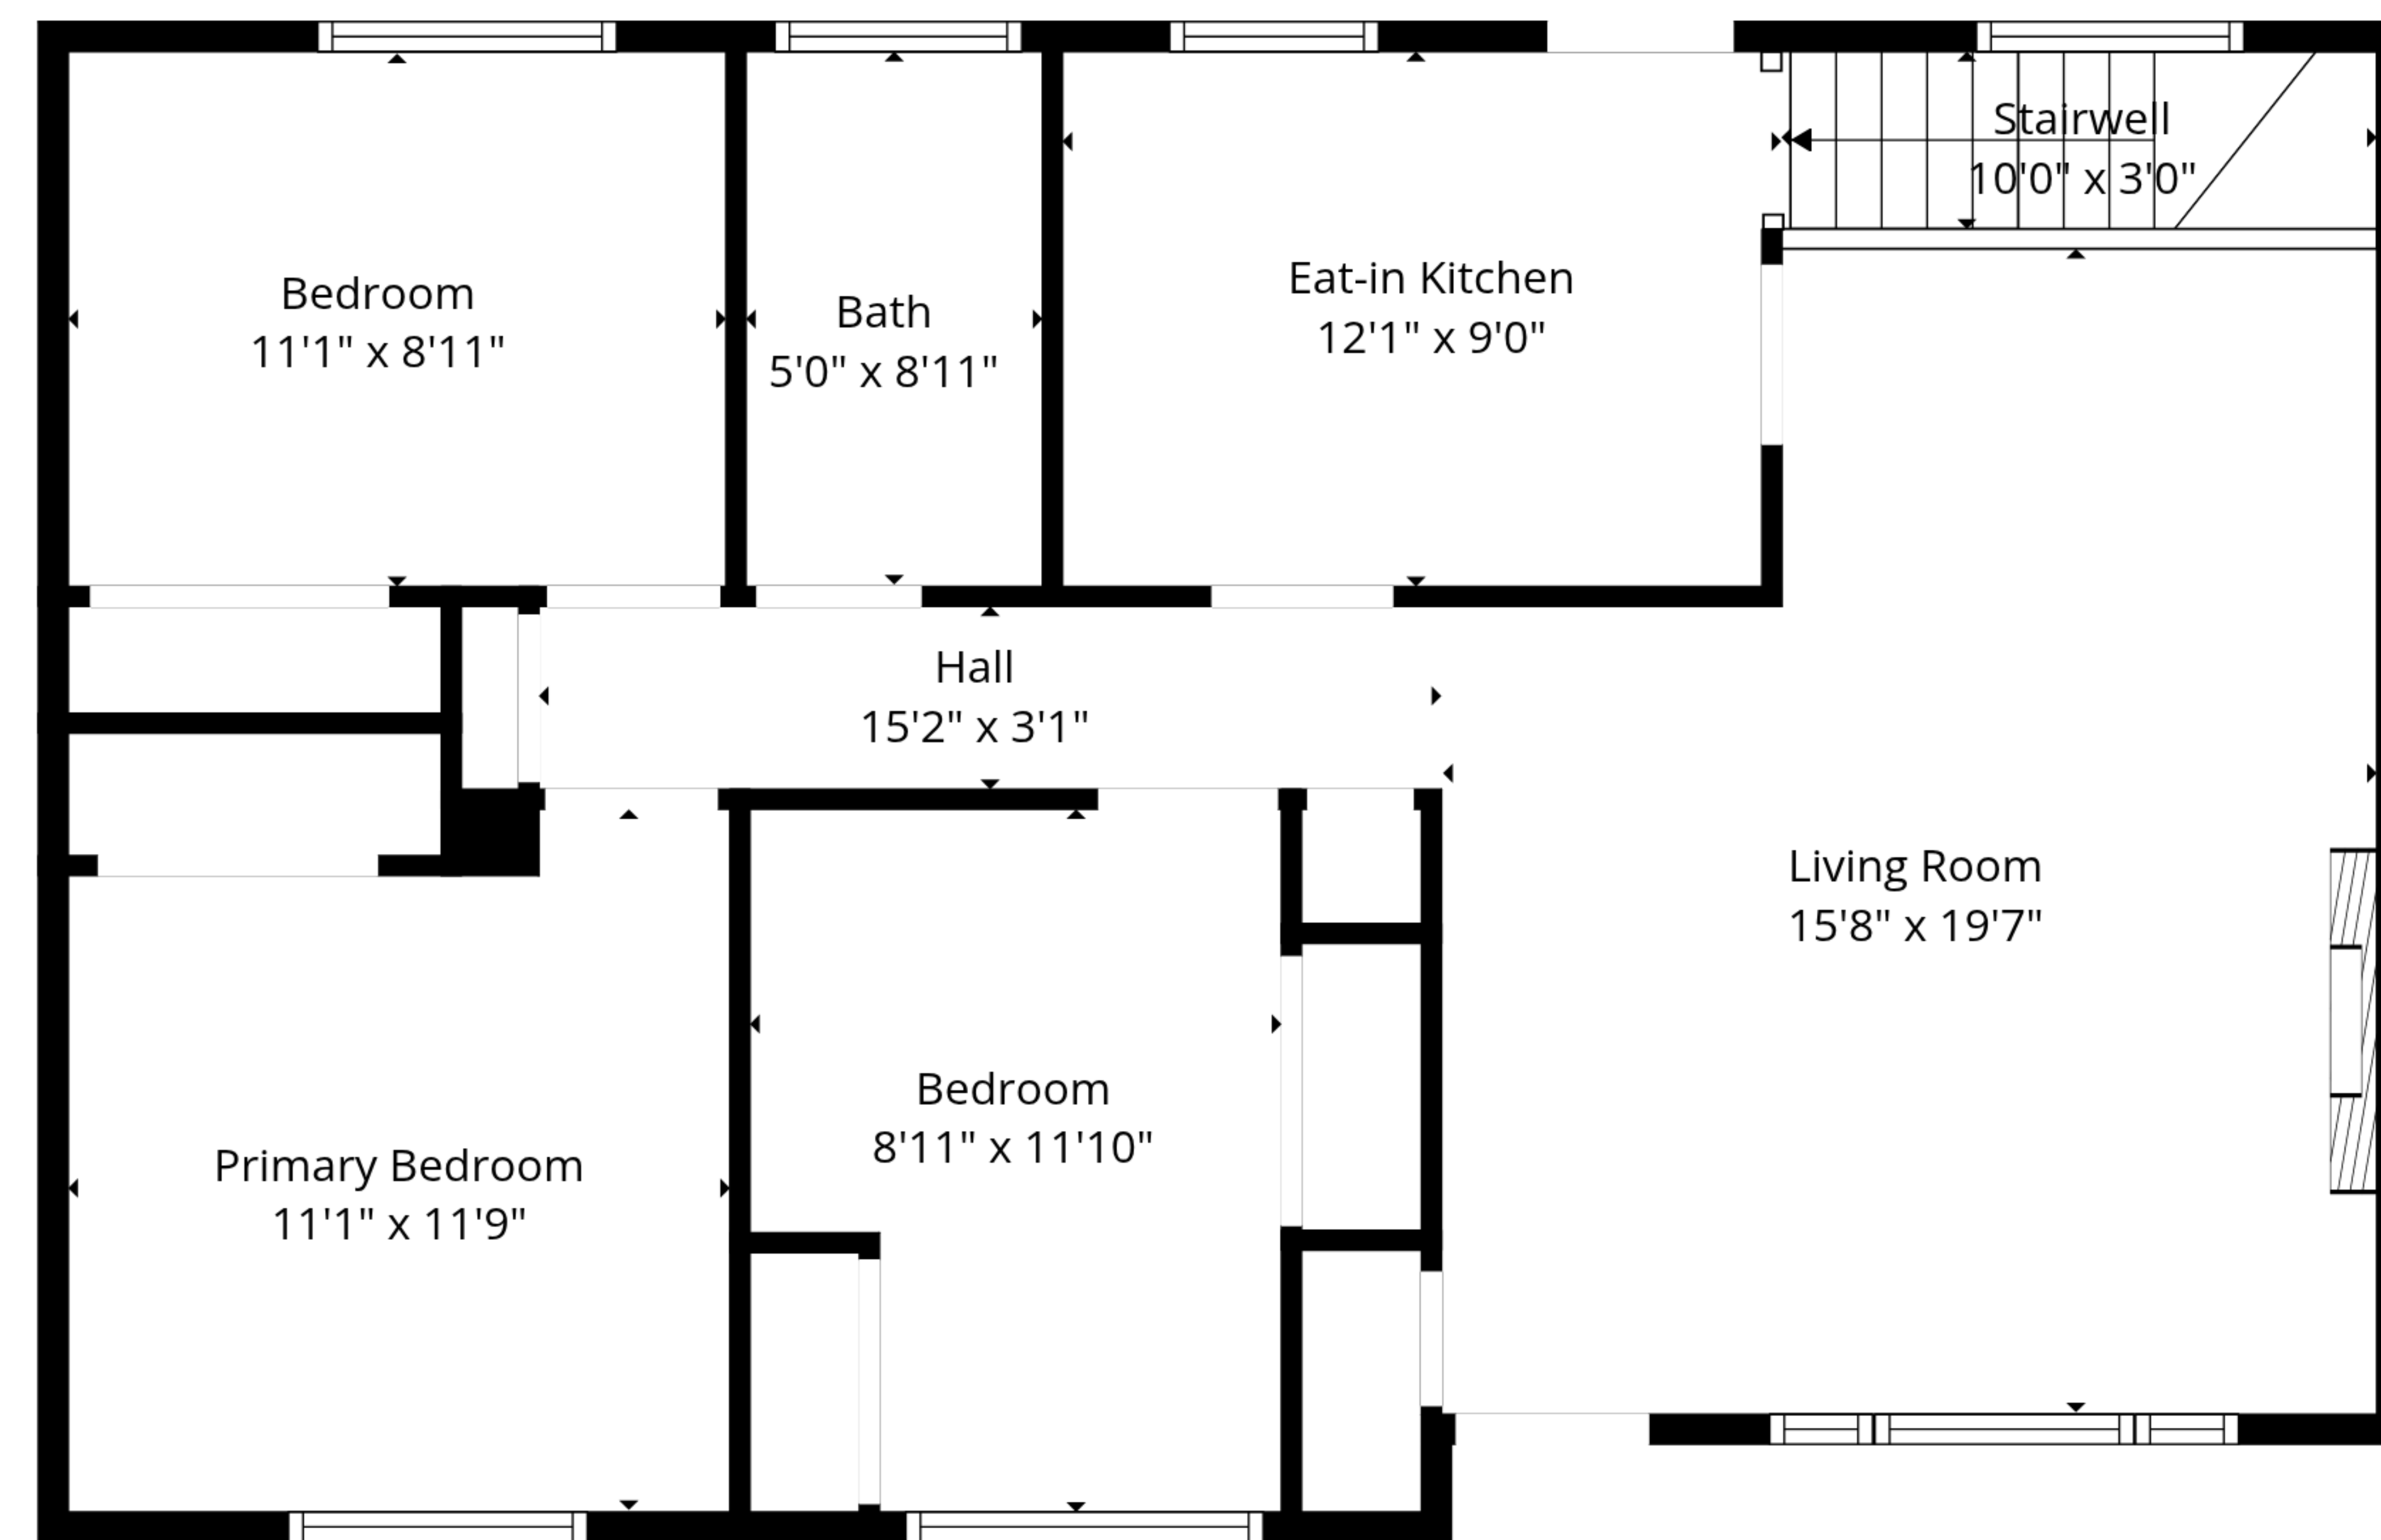 Stairwell
10'0" x 3'0"
Bedroom
11'1" x 8'11"
Bath
5'0" x 8'11"
Eat-in Kitchen
12'1" x 9'0"
Hall
15'2" x 3'1"
Living Room
15'8" x 19'7"
Bedroom
8'11" x 11'10"
Primary Bedroom
11'1" x 11'9"